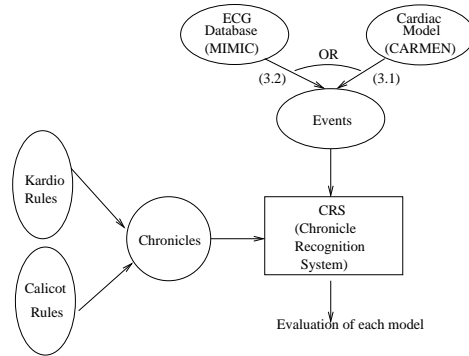 ECG
Database
(MIMIC)
Cardiac
Model
(CARMEN)
OR
(3.2)
(3.1)
Events
Kardio
Rules
Chronicles
CRS
(Chronicle
Recognition
System)
Calicot
Rules
Evaluation of each model